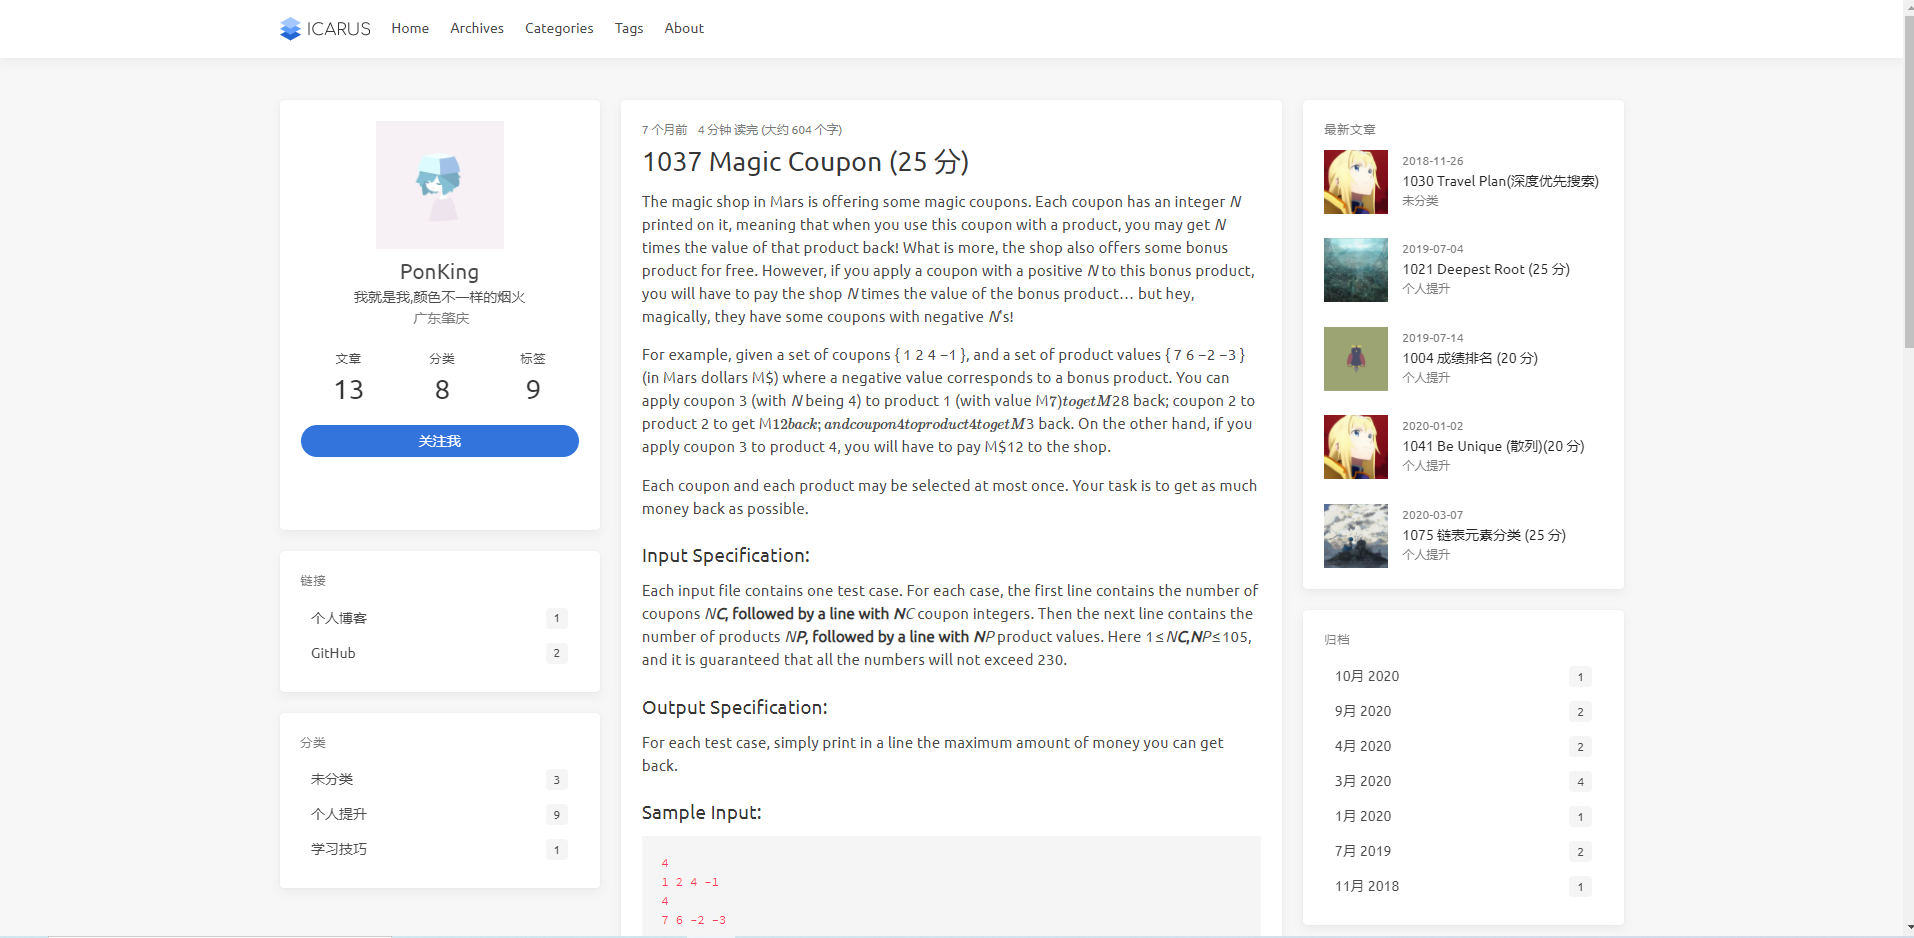 ICARUS Home Archives Categories Tags About
PonKing
我就是我,颜色不一样的烟火
广东肇庆
文章 分类 标签
13 8 9
关注我
链接
个人博客 1
GitHub 2
分类
未分类 3
个人提升 9
学习技巧 1
7 个月前 4 分钟 读完 (大约 604 个字)
1037 Magic Coupon (25 分)
The magic shop in Mars is offering some magic coupons. Each coupon has an integer N
printed on it, meaning that when you use this coupon with a product, you may get N
times the value of that product back! What is more, the shop also offers some bonus
product for free. However, if you apply a coupon with a positive N to this bonus product,
you will have to pay the shop N times the value of the bonus product… but hey,
magically, they have some coupons with negative N's!
For example, given a set of coupons { 1 2 4 −1 }, and a set of product values { 7 6 −2 −3 }
(in Mars dollars M$) where a negative value corresponds to a bonus product. You can
apply coupon 3 (with N being 4) to product 1 (with value M7)togetM28 back; coupon 2 to
product 2 to get M12back;andcoupon4toproduct4togetM3 back. On the other hand, if you
apply coupon 3 to product 4, you will have to pay M$12 to the shop.
Each coupon and each product may be selected at most once. Your task is to get as much
money back as possible.
Input Specification:
Each input file contains one test case. For each case, the first line contains the number of
coupons NC, followed by a line with NC coupon integers. Then the next line contains the
number of products NP, followed by a line with NP product values. Here 1≤NC,NP≤105,
and it is guaranteed that all the numbers will not exceed 230.
Output Specification:
For each test case, simply print in a line the maximum amount of money you can get
back.
Sample Input:
4
1 2 4 -1
4
7 6 -2 -3
最新文章
2018-11-26
1030 Travel Plan(深度优先搜索)
未分类
2019-07-04
1021 Deepest Root (25 分)
个人提升
2019-07-14
1004 成绩排名 (20 分)
个人提升
2020-01-02
1041 Be Unique (散列)(20 分)
个人提升
2020-03-07
1075 链表元素分类 (25 分)
个人提升
归档
10月 2020 1
9月 2020 2
4月 2020 2
3月 2020 4
1月 2020 1
7月 2019 2
11月 2018 1